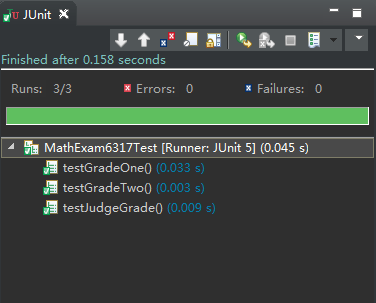 JUnit
Finished after 0.158 seconds
Runs: 3/3 Errors: 0 Failures: 0
MathExam6317Test [Runner: JUnit 5] (0.045 s)
testGradeOne() (0.033 s)
testGradeTwo() (0.003 s)
testJudgeGrade() (0.009 s)